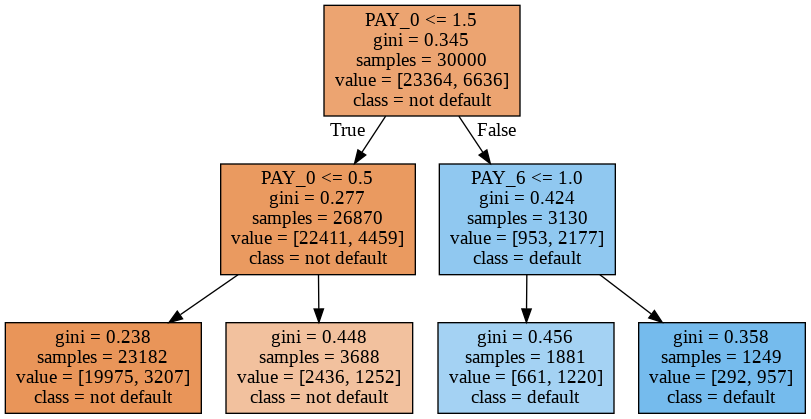 PAY_0 <= 1.5
gini = 0.345
samples = 30000
value = [23364, 6636]
class = not default
True
False
PAY_0 <= 0.5
gini = 0.277
samples = 26870
value = [22411, 4459]
class = not default
PAY_6 <= 1.0
gini = 0.424
samples = 3130
value = [953, 2177]
class = default
gini = 0.238
samples = 23182
value = [19975, 3207]
class = not default
gini = 0.448
samples = 3688
value = [2436, 1252]
class = not default
gini = 0.456
samples = 1881
value = [661, 1220]
class = default
gini = 0.358
samples = 1249
value = [292, 957]
class = default